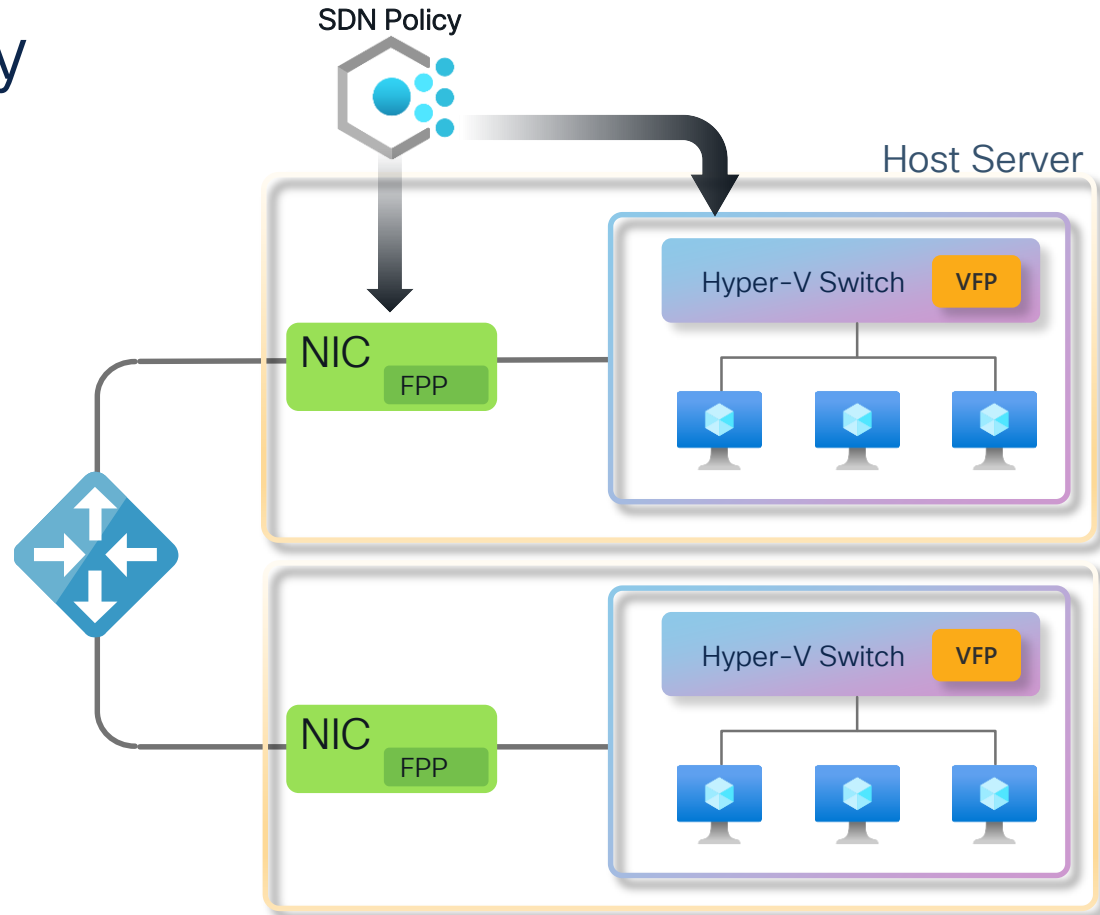 y
SDN Policy
Host Server
Hyper-V Switch
VFP
NIC
FPP
Hyper-V Switch
VFP
NIC
FPP